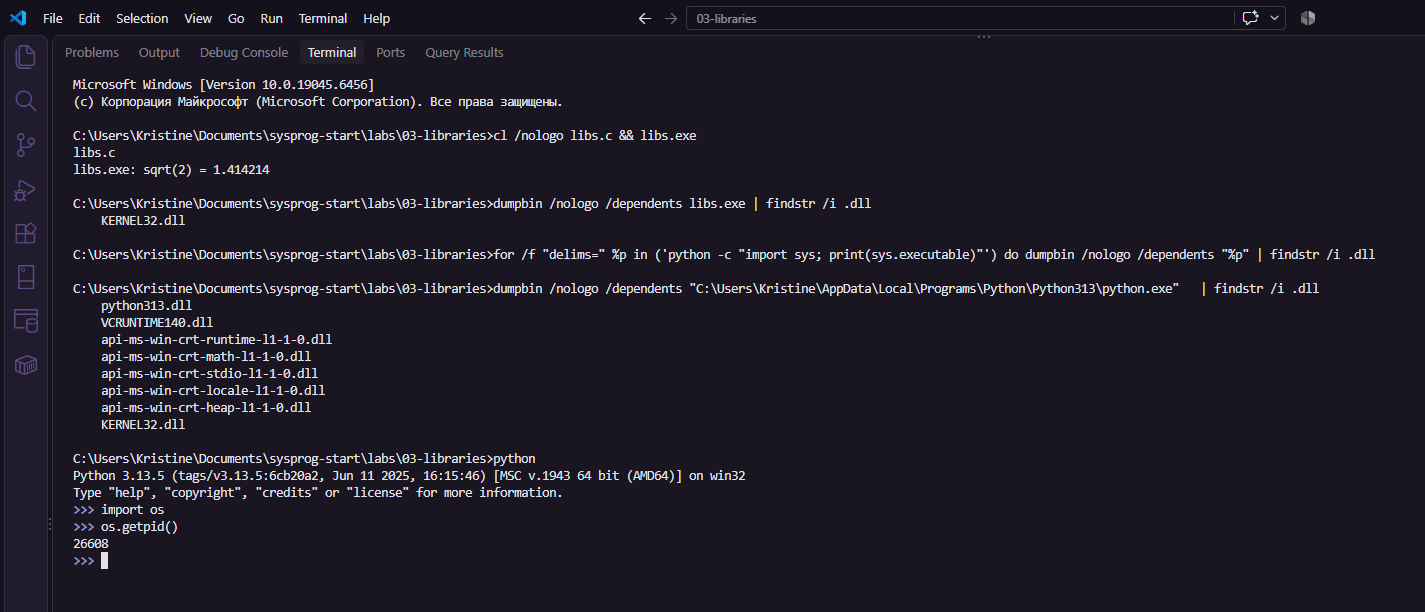 File Edit Selection View Go Run Terminal Help
03-libraries
Problems Output Debug Console Terminal Ports Query Results
Microsoft Windows [Version 10.0.19045.6456]
(c) Корпорация Майкрософт (Microsoft Corporation). Все права защищены.
C:\Users\Kristine\Documents\sysprog-start\labs\03-libraries>cl /nologo libs.c && libs.exe
libs.c
libs.exe: sqrt(2) = 1.414214
C:\Users\Kristine\Documents\sysprog-start\labs\03-libraries>dumpbin /nologo /dependents libs.exe | findstr /i .dll
    KERNEL32.dll
C:\Users\Kristine\Documents\sysprog-start\labs\03-libraries>for /f "delims=" %p in ('python -c "import sys; print(sys.executable)"') do dumpbin /nologo /dependents "%p" | findstr /i .dll
C:\Users\Kristine\Documents\sysprog-start\labs\03-libraries>dumpbin /nologo /dependents "C:\Users\Kristine\AppData\Local\Programs\Python\Python313\python.exe"   | findstr /i .dll
    python313.dll
    VCRUNTIME140.dll
    api-ms-win-crt-runtime-l1-1-0.dll
    api-ms-win-crt-math-l1-1-0.dll
    api-ms-win-crt-stdio-l1-1-0.dll
    api-ms-win-crt-locale-l1-1-0.dll
    api-ms-win-crt-heap-l1-1-0.dll
    KERNEL32.dll
C:\Users\Kristine\Documents\sysprog-start\labs\03-libraries>python
Python 3.13.5 (tags/v3.13.5:6cb20a2, Jun 11 2025, 16:15:46) [MSC v.1943 64 bit (AMD64)] on win32
Type "help", "copyright", "credits" or "license" for more information.
>>> import os
>>> os.getpid()
26608
>>>